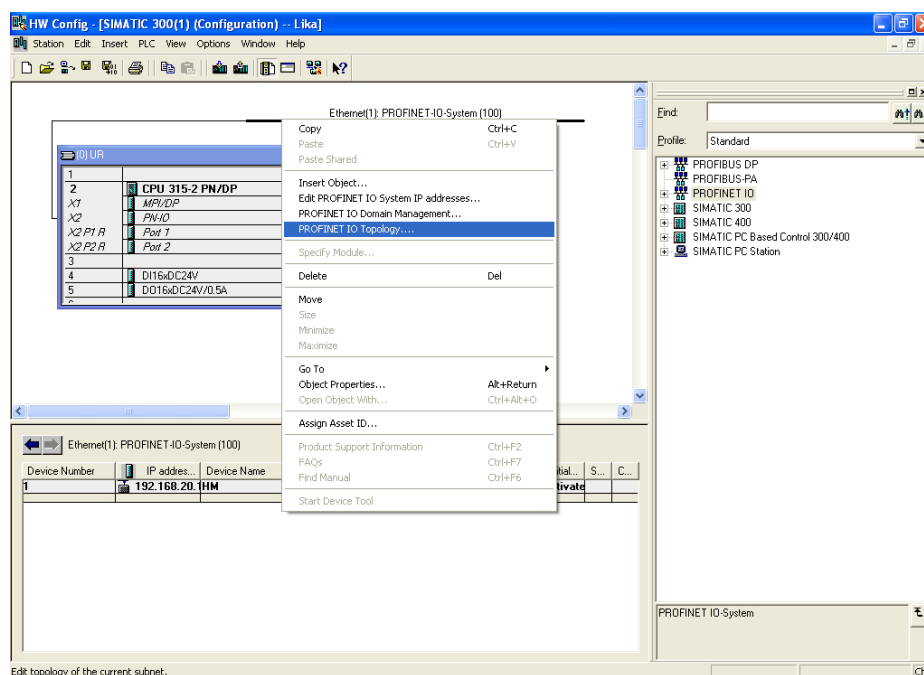 HW Config - [SIMATIC 300(1) (Configuration) -- Lika]
Station Edit Insert PLC View Options Window Help
Ethernet(1): PROFINET-IO-System (100)
(0) UR
1
2 CPU 315-2 PN/DP
X1 MPI/DP
X2 PN-IO
X2 P1 R Port 1
X2 P2 R Port 2
3
4 DI16xDC24V
5 DO16xDC24V/0.5A
Copy Ctrl+C
Paste Ctrl+V
Paste Shared
Insert Object...
Edit PROFINET IO System IP addresses...
PROFINET IO Domain Management...
PROFINET IO Topology....
Specify Module...
Delete Del
Move
Size
Minimize
Maximize
Go To
Object Properties... Alt+Return
Open Object With... Ctrl+Alt+O
Assign Asset ID...
Product Support Information Ctrl+F2
FAQs Ctrl+F7
Find Manual Ctrl+F6
Start Device Tool
Find:
Profile: Standard
PROFIBUS DP
PROFIBUS-PA
PROFINET IO
SIMATIC 300
SIMATIC 400
SIMATIC PC Based Control 300/400
SIMATIC PC Station
Ethernet(1): PROFINET-IO-System (100)
Device Number IP addres... Device Name S... C...
1 192.168.20.1 HM
PROFINET IO-System
Edit topology of the current subnet.